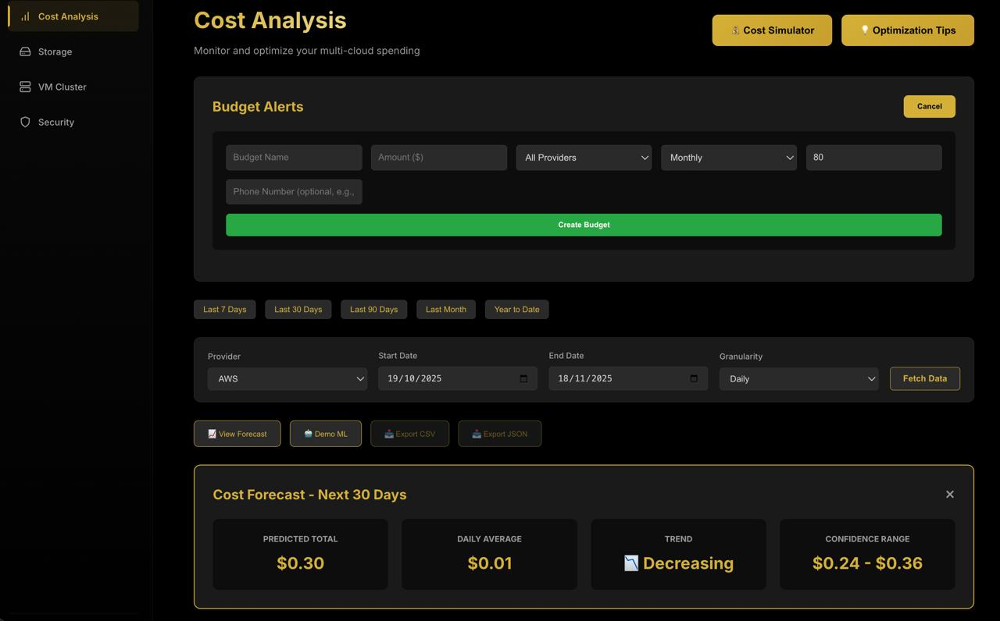 Cost Analysis
Storage
VM Cluster
Security
Cost Analysis
Monitor and optimize your multi-cloud spending
Cost Simulator
Optimization Tips
Budget Alerts
Cancel
Budget Name
Amount ($)
All Providers
Monthly
80
Phone Number (optional, e.g.,
Create Budget
Last 7 Days
Last 30 Days
Last 90 Days
Last Month
Year to Date
Provider
Start Date
End Date
Granularity
AWS
19/10/2025
18/11/2025
Daily
Fetch Data
View Forecast
Demo ML
Export CSV
Export JSON
Cost Forecast - Next 30 Days
PREDICTED TOTAL
$0.30
DAILY AVERAGE
$0.01
TREND
Decreasing
CONFIDENCE RANGE
$0.24 - $0.36